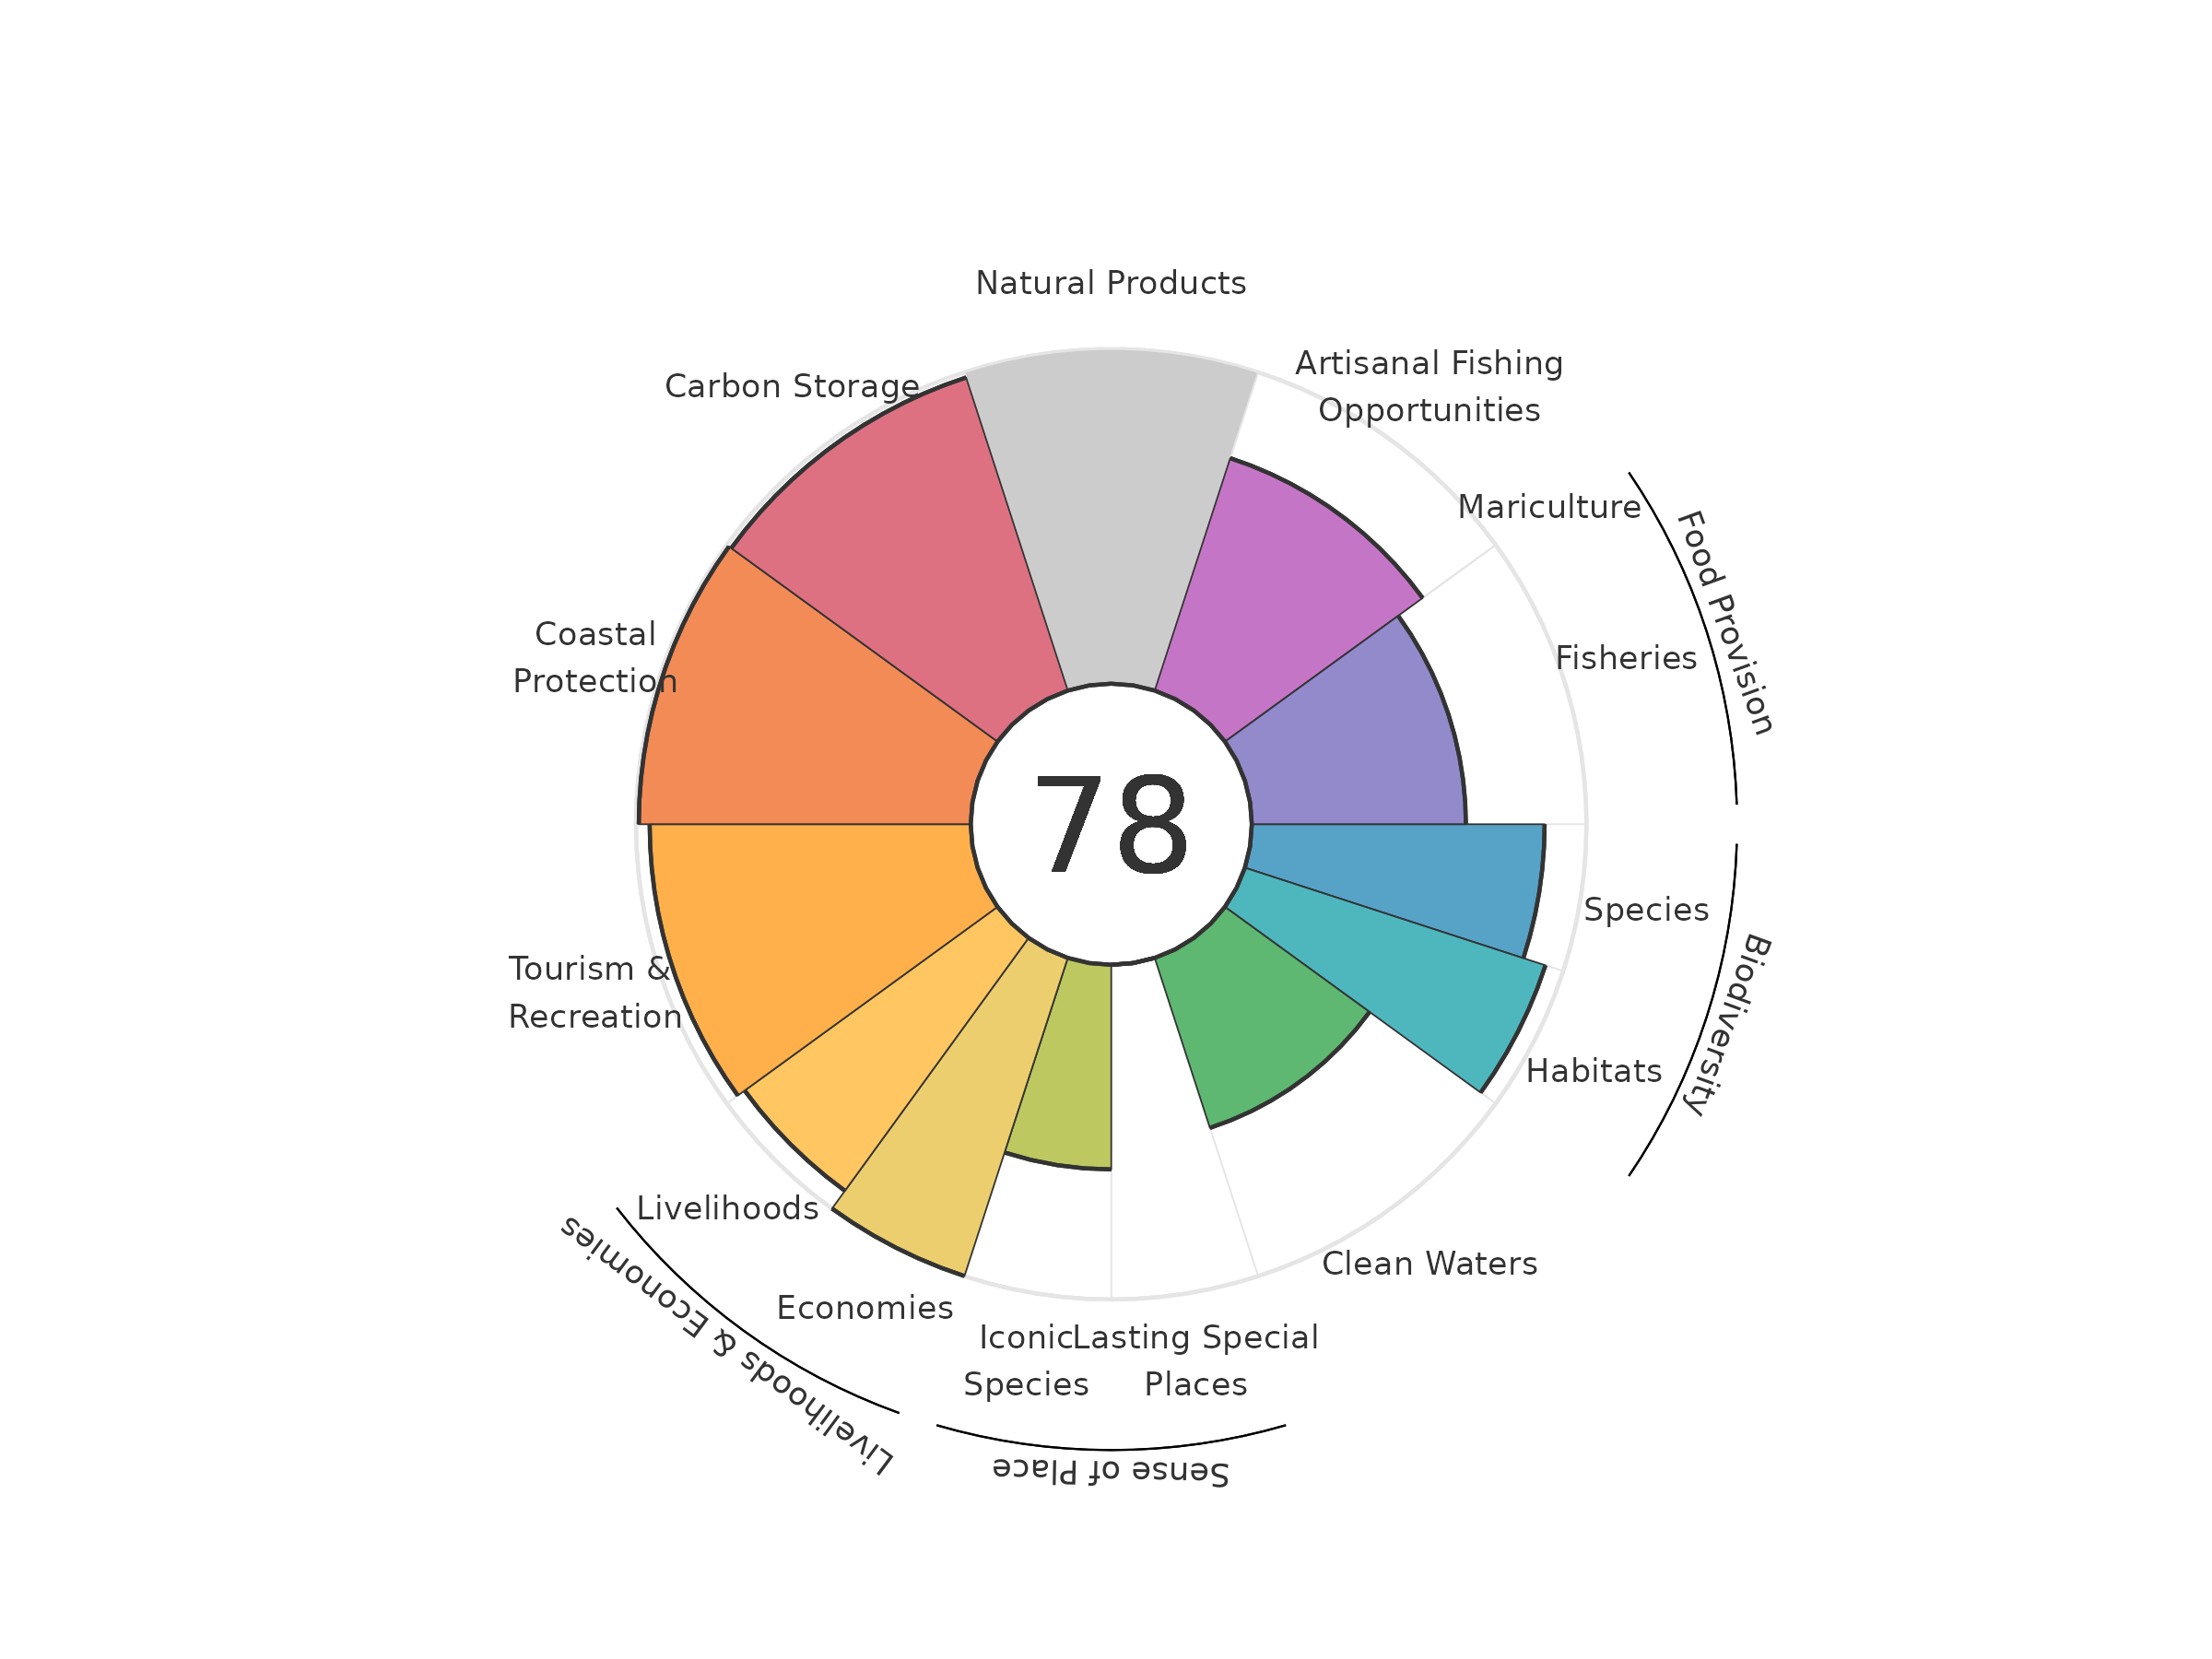 Natural Products
Artisanal Fishing
Opportunities
Carbon Storage
Mariculture
Food Provision
Coastal
Protection
Fisheries
78
Species
Biodiversity
Tourism &
Recreation
Habitats
Livelihoods
Clean Waters
Livelihoods & Economies
Economies
Iconic
Species
Lasting Special
Places
Sense of Place